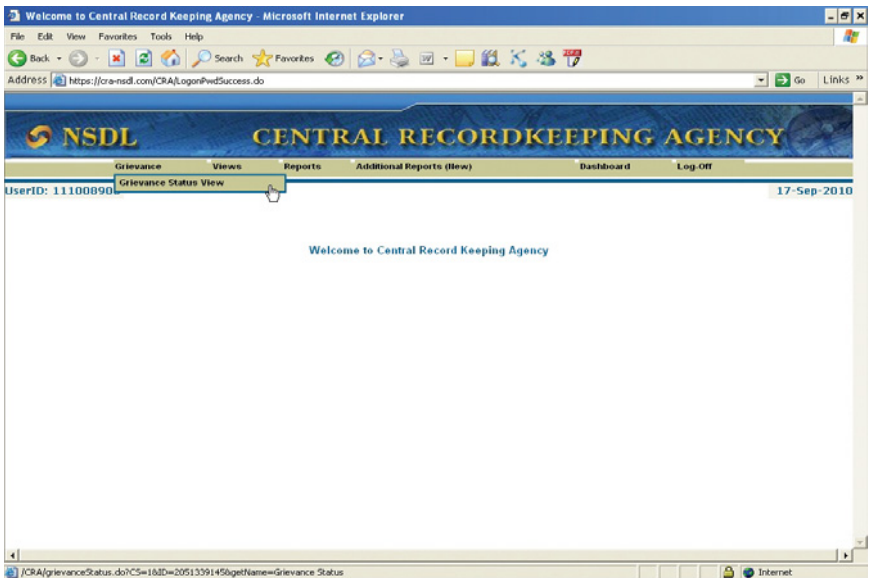 Welcome to Central Record Keeping Agency - Microsoft Internet Explorer
File Edit View Favorites Tools Help
Back Search Favorites
Address https://cra-nsdl.com/CRA/LogonPwdSuccess.do Go Links »
NSDL CENTRAL RECORDKEEPING AGENCY
Grievance Views Reports Additional Reports (New) Dashboard Log-Off
Grievance Status View
UserID: 11100890 17-Sep-2010
Welcome to Central Record Keeping Agency
/CRA/grievanceStatus.do?CS=1&ID=2051339145&getName=Grievance Status Internet